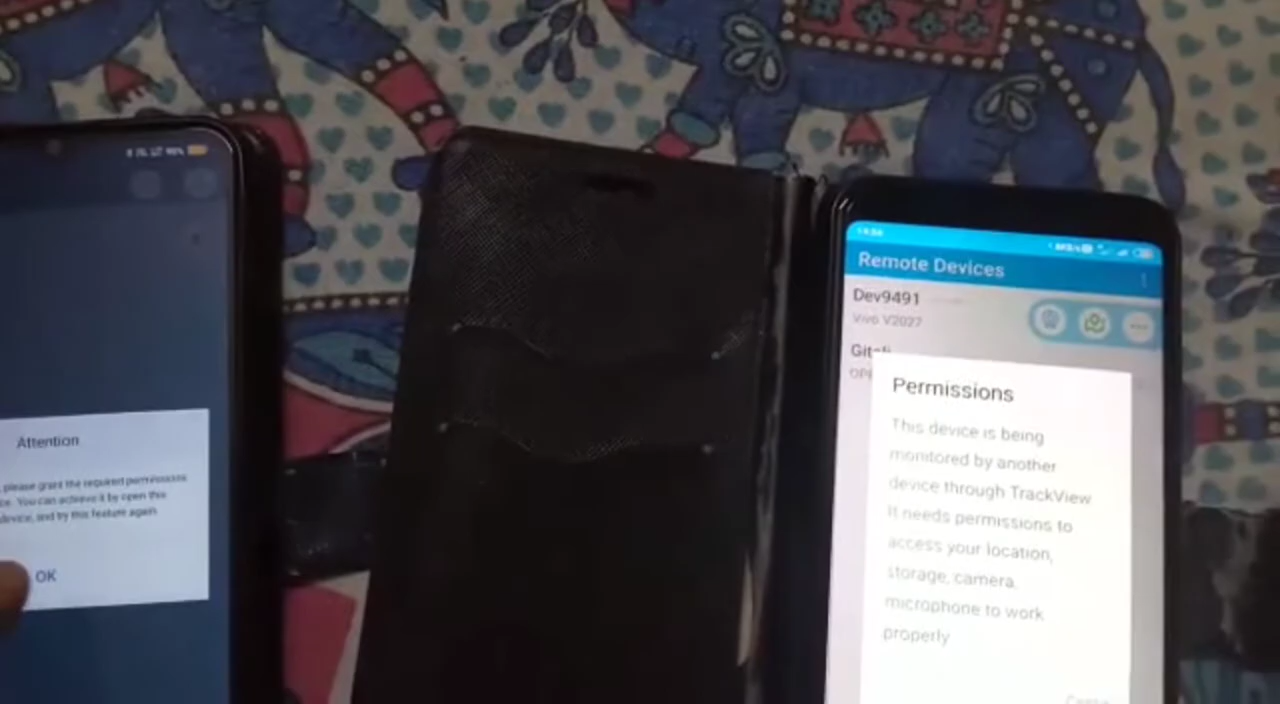 Attention
please grant the required permissions
You can achieve it by open this
device, and try this feature again
OK
Remote Devices
Dev9491
Vivo V2027
Permissions
This device is being
monitored by another
device through TrackView
It needs permissions to
access your location,
storage, camera,
microphone to work
properly